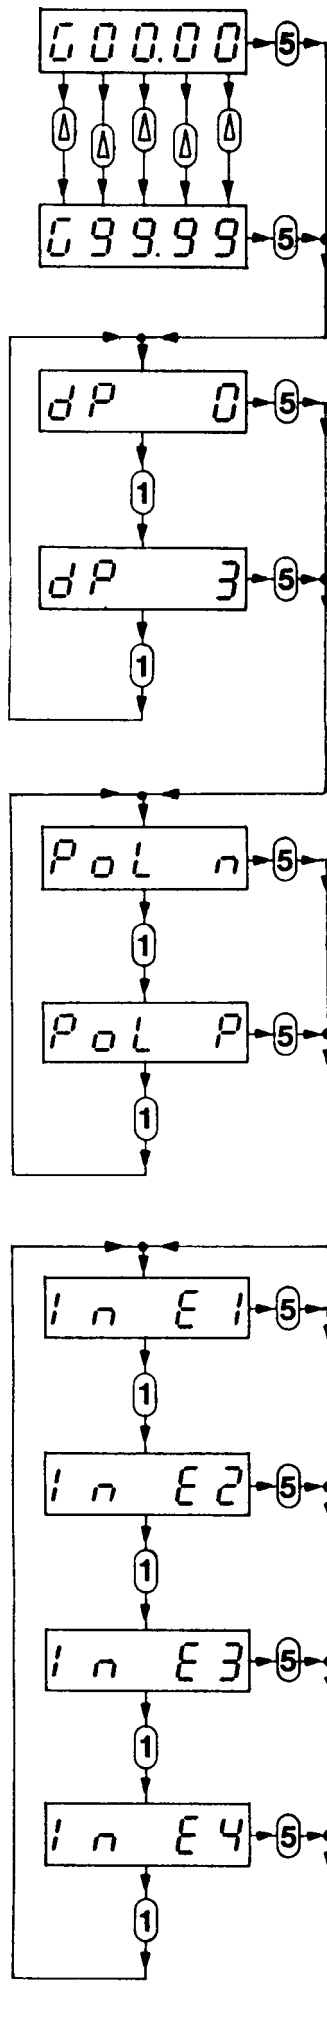 G00.00 5
Δ Δ Δ Δ Δ
G99.99 5
dP 0 5
1
dP 3 5
1
PoL n 5
1
PoL P 5
1
In E1 5
1
In E2 5
1
In E3 5
1
In E4 5
1